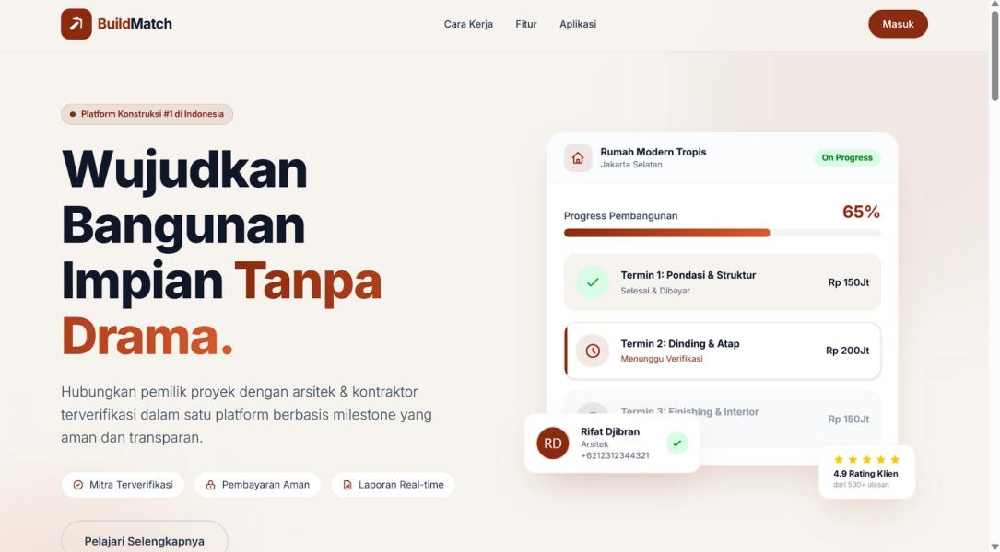 BuildMatch
Cara Kerja
Fitur
Aplikasi
Masuk
Platform Konstruksi #1 di Indonesia
Wujudkan
Bangunan
Impian Tanpa
Drama.
Hubungkan pemilik proyek dengan arsitek & kontraktor
terverifikasi dalam satu platform berbasis milestone yang
aman dan transparan.
Mitra Terverifikasi
Pembayaran Aman
Laporan Real-time
Pelajari Selengkapnya
Rumah Modern Tropis
Jakarta Selatan
On Progress
Progress Pembangunan
65%
Termin 1: Pondasi & Struktur
Selesai & Dibayar
Rp 150Jt
Termin 2: Dinding & Atap
Menunggu Verifikasi
Rp 200Jt
Termin 3: Finishing & Interior
Rp 150Jt
RD
Rifat Djibran
Arsitek
+6212312344321
4.9 Rating Klien
dari 500+ ulasan